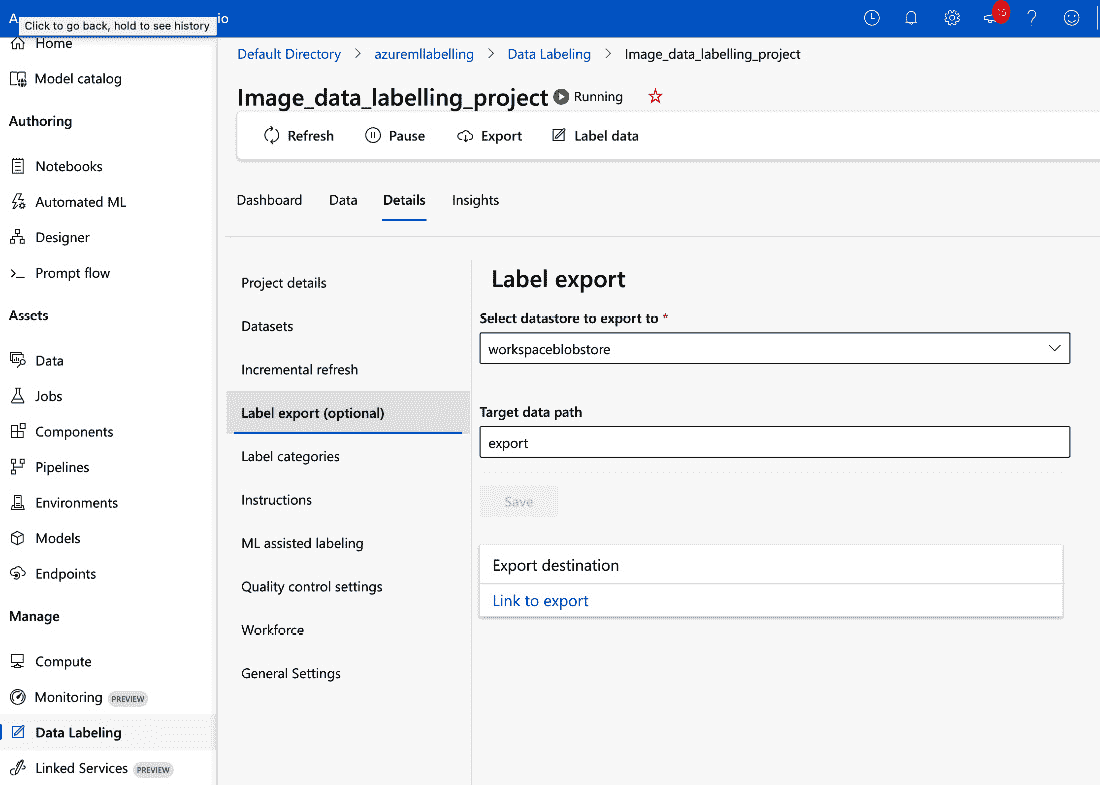 A
Click to go back, hold to see history
io
Home
Model catalog
Authoring
Notebooks
Automated ML
Designer
Prompt flow
Assets
Data
Jobs
Components
Pipelines
Environments
Models
Endpoints
Manage
Compute
Monitoring PREVIEW
Data Labeling
Linked Services PREVIEW
Default Directory > azuremllabelling > Data Labeling > Image_data_labelling_project
Image_data_labelling_project Running
Refresh Pause Export Label data
Dashboard Data Details Insights
Project details
Datasets
Incremental refresh
Label export (optional)
Label categories
Instructions
ML assisted labeling
Quality control settings
Workforce
General Settings
Label export
Select datastore to export to *
workspaceblobstore
Target data path
export
Save
Export destination
Link to export